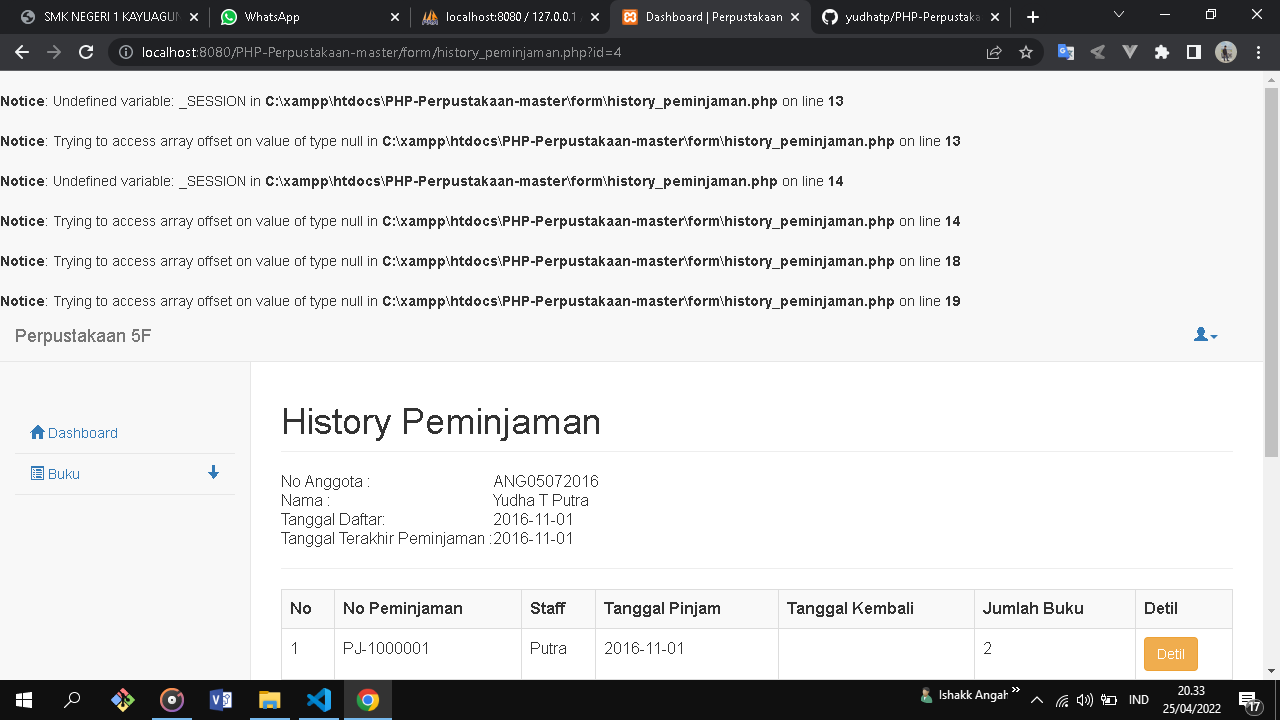 SMK NEGERI 1 KAYUAGUN
WhatsApp
localhost:8080 / 127.0.0.1
Dashboard | Perpustakaan
yudhatp/PHP-Perpustaka
localhost:8080/PHP-Perpustakaan-master/form/history_peminjaman.php?id=4
Notice: Undefined variable: _SESSION in C:\xampp\htdocs\PHP-Perpustakaan-master\form\history_peminjaman.php on line 13
Notice: Trying to access array offset on value of type null in C:\xampp\htdocs\PHP-Perpustakaan-master\form\history_peminjaman.php on line 13
Notice: Undefined variable: _SESSION in C:\xampp\htdocs\PHP-Perpustakaan-master\form\history_peminjaman.php on line 14
Notice: Trying to access array offset on value of type null in C:\xampp\htdocs\PHP-Perpustakaan-master\form\history_peminjaman.php on line 14
Notice: Trying to access array offset on value of type null in C:\xampp\htdocs\PHP-Perpustakaan-master\form\history_peminjaman.php on line 18
Notice: Trying to access array offset on value of type null in C:\xampp\htdocs\PHP-Perpustakaan-master\form\history_peminjaman.php on line 19
Perpustakaan 5F
Dashboard
Buku
History Peminjaman
No Anggota : ANG05072016
Nama : Yudha T Putra
Tanggal Daftar: 2016-11-01
Tanggal Terakhir Peminjaman : 2016-11-01
No No Peminjaman Staff Tanggal Pinjam Tanggal Kembali Jumlah Buku Detil
1 PJ-1000001 Putra 2016-11-01 2 Detil
Ishakk Angah
IND
20.33
25/04/2022
17